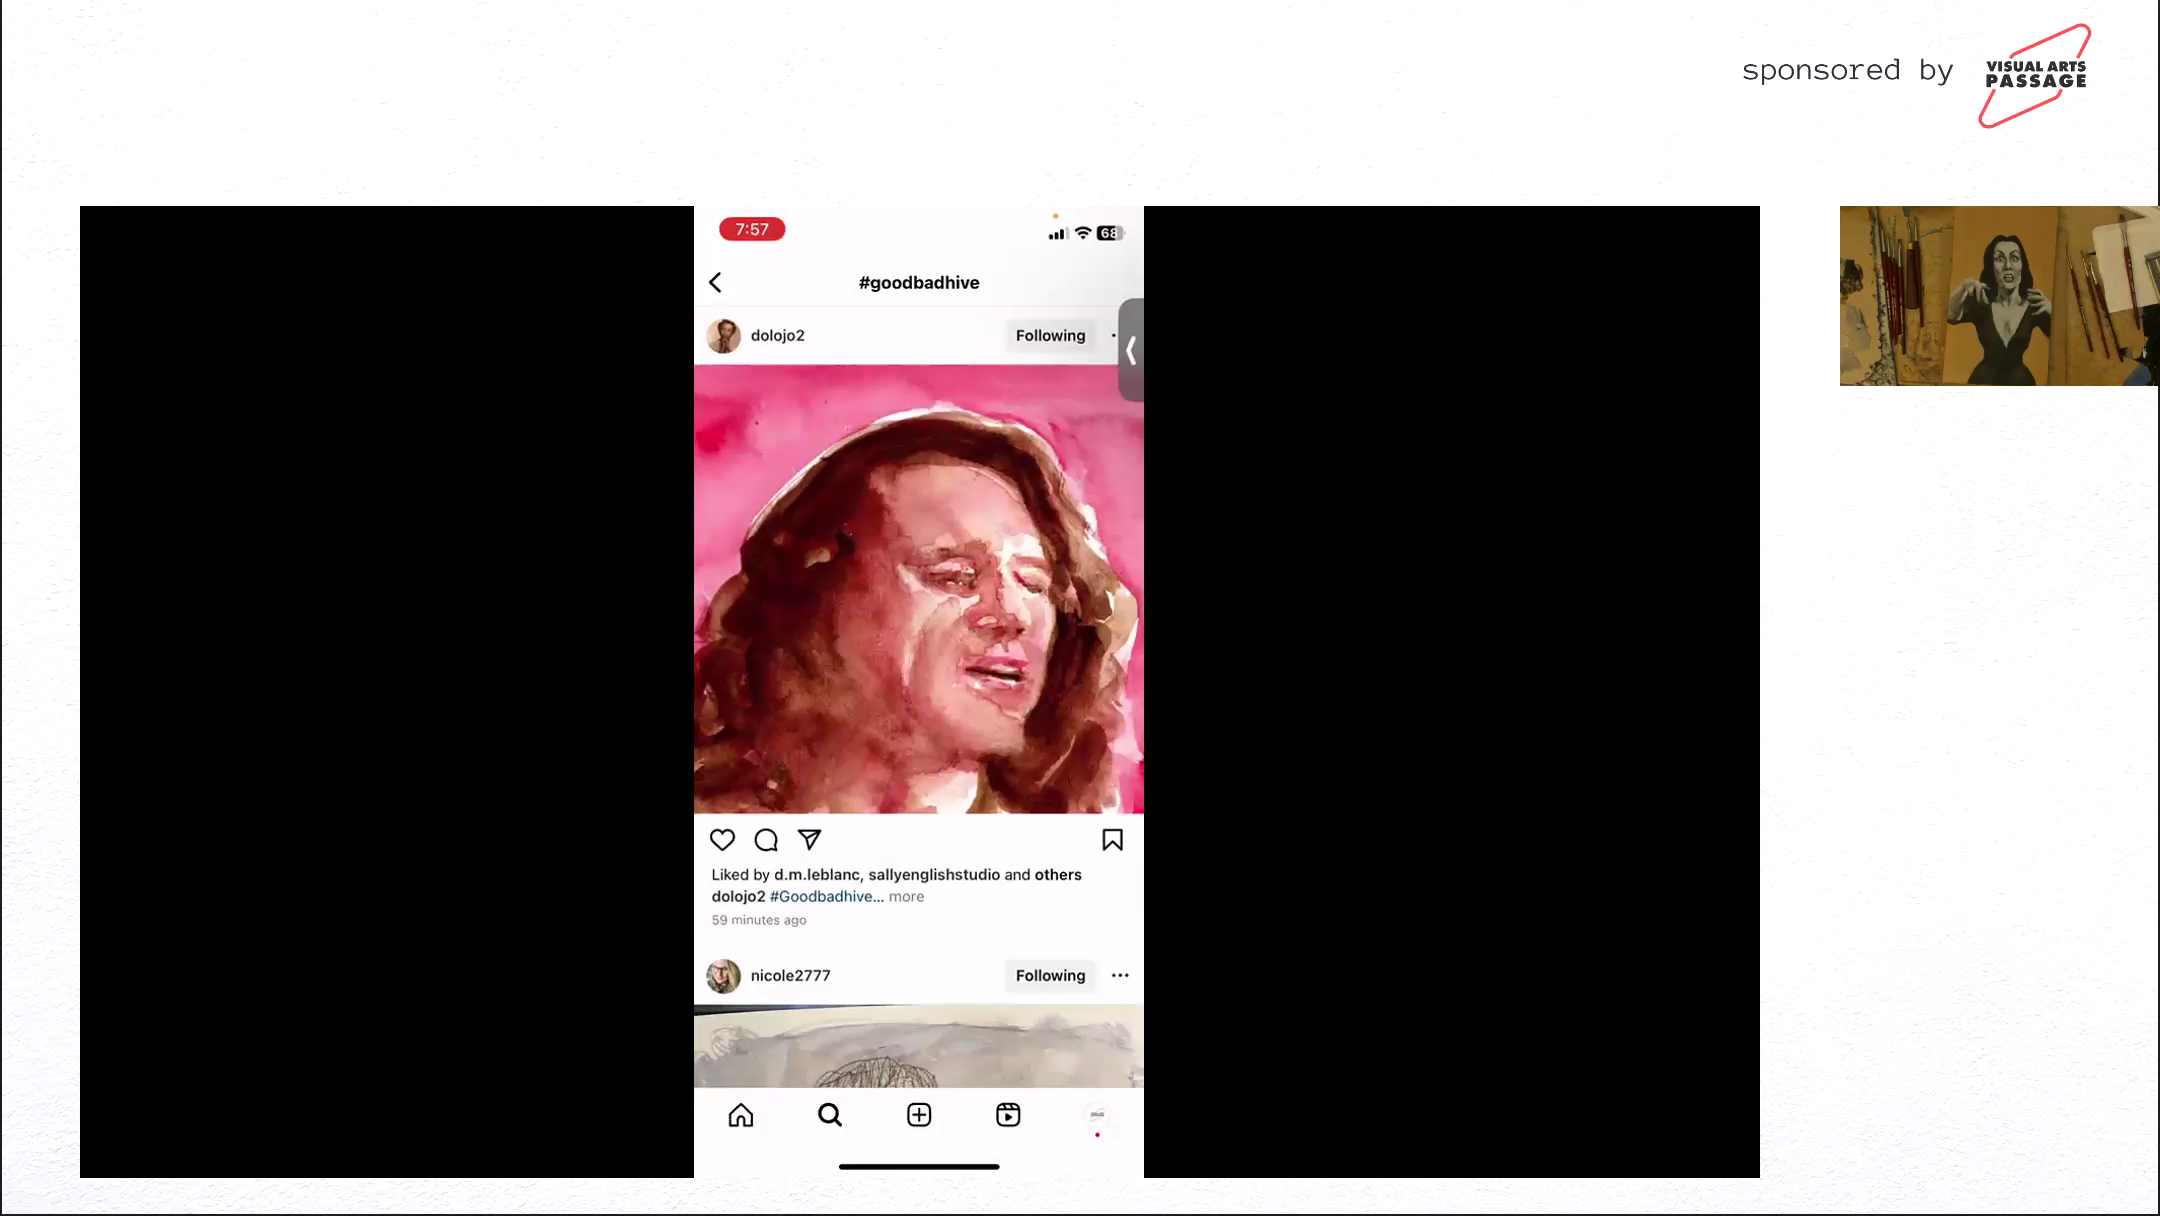 sponsored by
VISUAL ARTS
PASSAGE
7:57
68
#goodbadhive
dolojo2
Following
Liked by d.m.leblanc, sallyenglishstudio and others
dolojo2 #Goodbadhive... more
59 minutes ago
nicole2777
Following